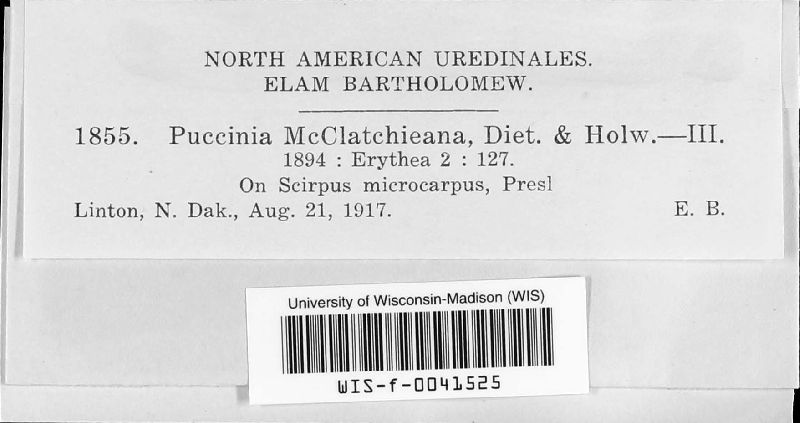 NORTH AMERICAN UREDINALES.
ELAM BARTHOLOMEW.
1855. Puccinia McClatchieana, Diet. & Holw.—III.
1894 : Erythea 2 : 127.
On Scirpus microcarpus, Presl
Linton, N. Dak., Aug. 21, 1917. E. B.
University of Wisconsin-Madison (WIS)
WIS-f-0041525